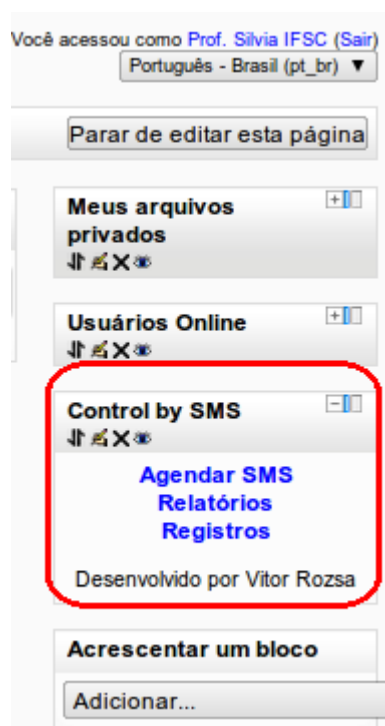 Você acessou como Prof. Silvia IFSC (Sair)
Português - Brasil (pt_br) ▼
Parar de editar esta página
Meus arquivos
privados
Usuários Online
Control by SMS
Agendar SMS
Relatórios
Registros
Desenvolvido por Vitor Rozsa
Acrescentar um bloco
Adicionar...